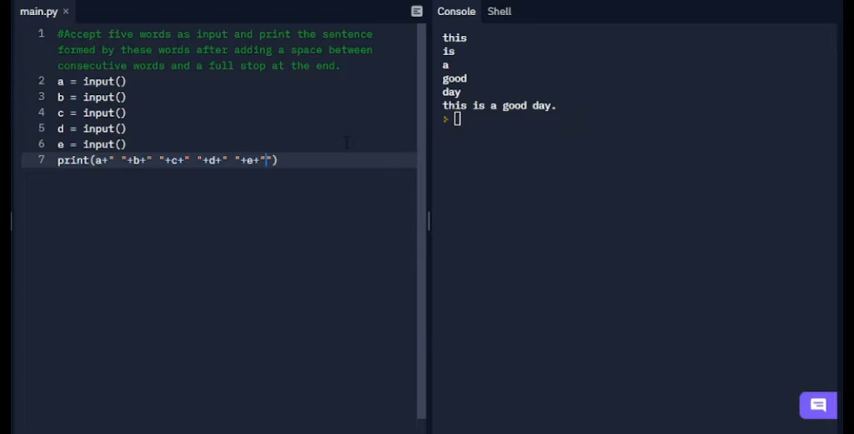 main.py ×
Console
Shell
1 #Accept five words as input and print the sentence
formed by these words after adding a space between
consecutive words and a full stop at the end.
2 a = input()
3 b = input()
4 c = input()
5 d = input()
6 e = input()
7 print(a+" "+b+" "+c+" "+d+" "+e+"")
this
is
a
good
day
this is a good day.
>